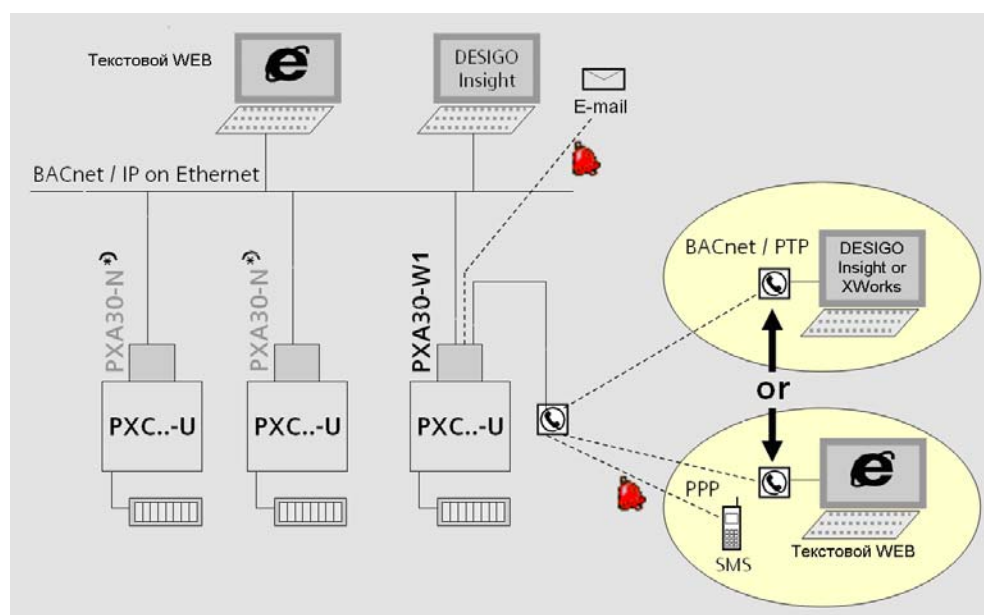 Текстовой WEB
DESIGO
Insight
E-mail
BACnet / IP on Ethernet
PXA30-N(*)
PXA30-N(*)
PXA30-W1
PXC..-U
PXC..-U
PXC..-U
BACnet / PTP
DESIGO
Insight or
XWorks
or
PPP
SMS
Текстовой WEB